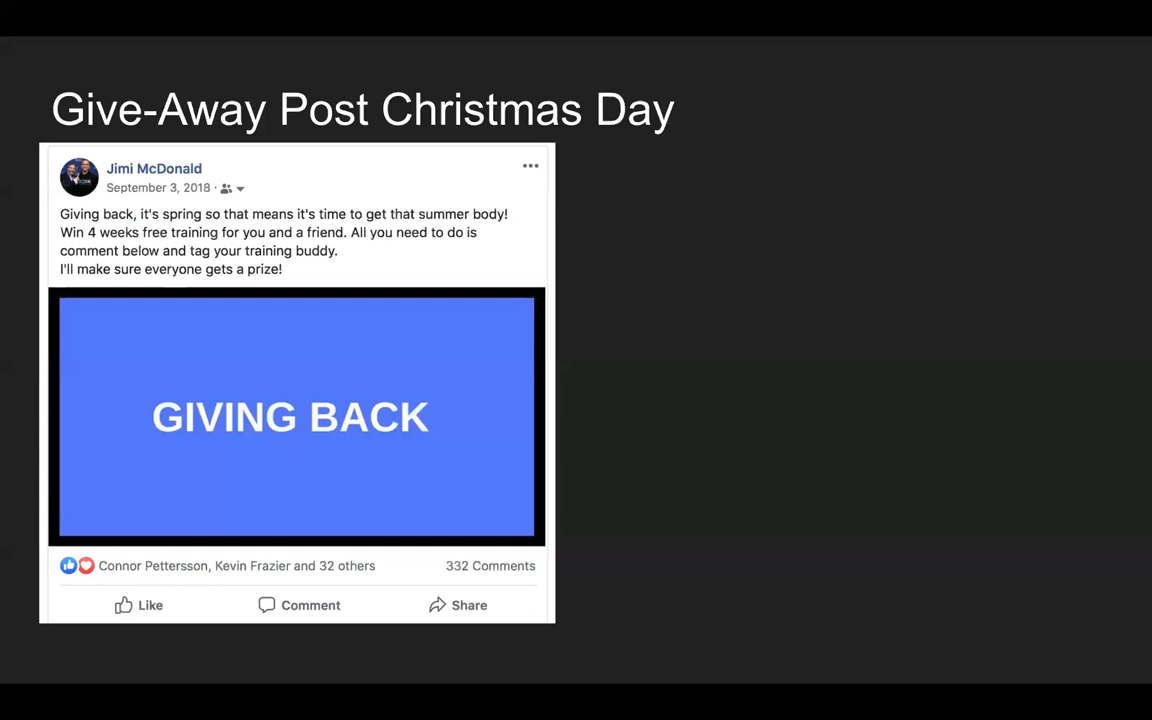 Give-Away Post Christmas Day
Jimi McDonald
September 3, 2018 ·
Giving back, it's spring so that means it's time to get that summer body!
Win 4 weeks free training for you and a friend. All you need to do is
comment below and tag your training buddy.
I'll make sure everyone gets a prize!
GIVING BACK
Connor Pettersson, Kevin Frazier and 32 others 332 Comments
Like Comment Share